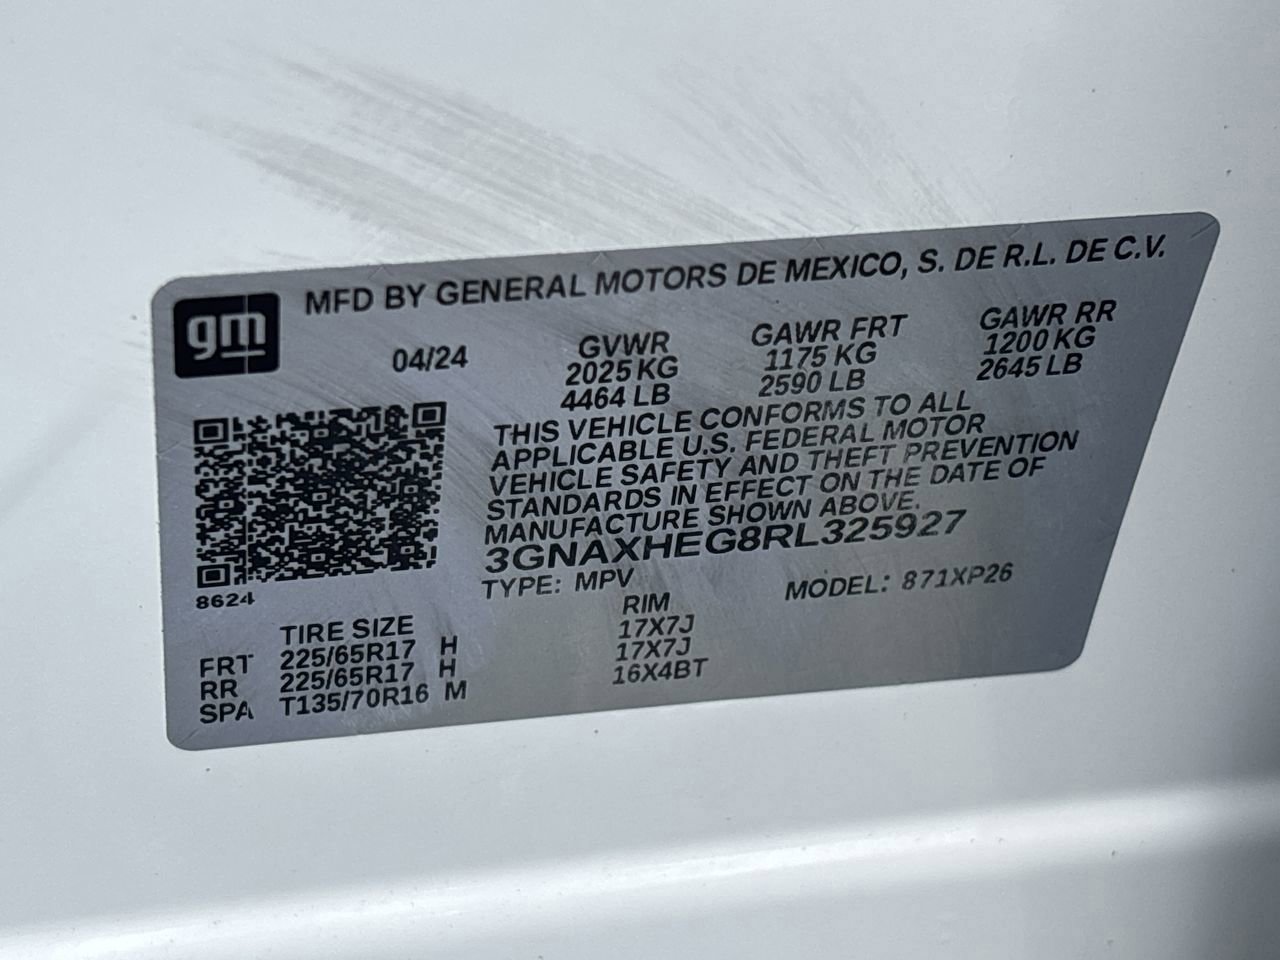 MFD BY GENERAL MOTORS DE MEXICO, S. DE R.L. DE C.V.
gm
04/24
GVWR GAWR FRT GAWR RR
2025 KG 1175 KG 1200 KG
4464 LB 2590 LB 2645 LB
THIS VEHICLE CONFORMS TO ALL
APPLICABLE U.S. FEDERAL MOTOR
VEHICLE SAFETY AND THEFT PREVENTION
STANDARDS IN EFFECT ON THE DATE OF
MANUFACTURE SHOWN ABOVE.
3GNAXHEG8RL325927
TYPE: MPV MODEL: 871XP26
8624
TIRE SIZE RIM
FRT 225/65R17 H 17X7J
RR 225/65R17 H 17X7J
SPA T135/70R16 M 16X4BT